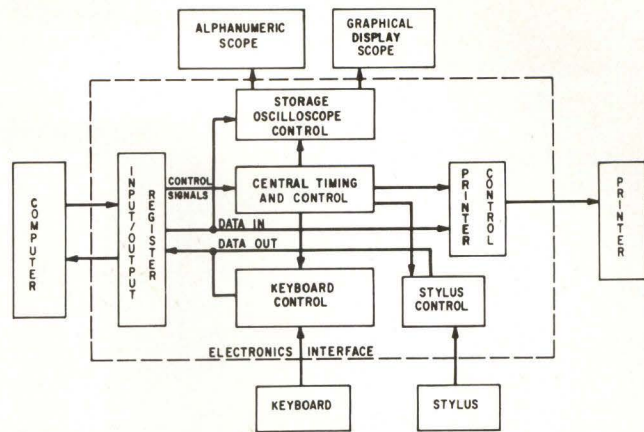 ALPHANUMERIC
SCOPE
GRAPHICAL
DISPLAY
SCOPE
STORAGE
OSCILLOSCOPE
CONTROL
COMPUTER
INPUT/OUTPUT
REGISTER
CONTROL
SIGNALS
CENTRAL TIMING
AND CONTROL
PRINTER
CONTROL
PRINTER
DATA IN
DATA OUT
KEYBOARD
CONTROL
STYLUS
CONTROL
ELECTRONICS INTERFACE
KEYBOARD
STYLUS